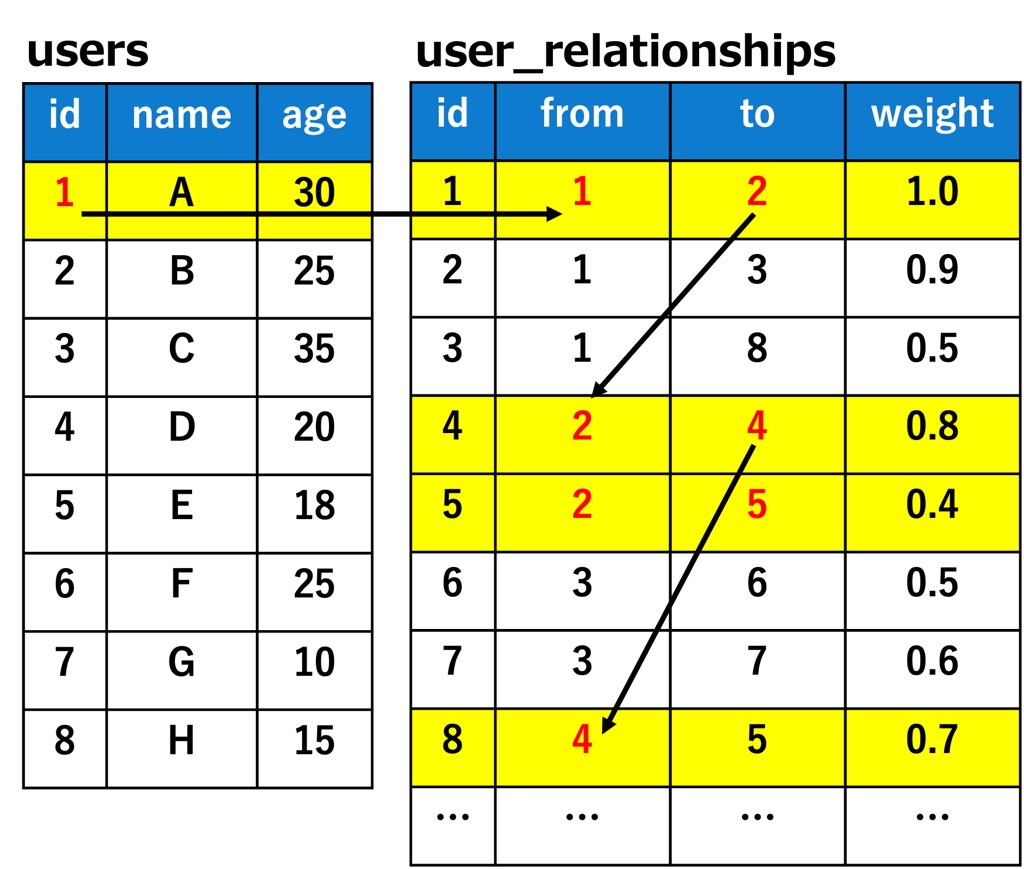 users
id name age
1 A 30
2 B 25
3 C 35
4 D 20
5 E 18
6 F 25
7 G 10
8 H 15
user_relationships
id from to weight
1 1 2 1.0
2 1 3 0.9
3 1 8 0.5
4 2 4 0.8
5 2 5 0.4
6 3 6 0.5
7 3 7 0.6
8 4 5 0.7
... ... ... ...